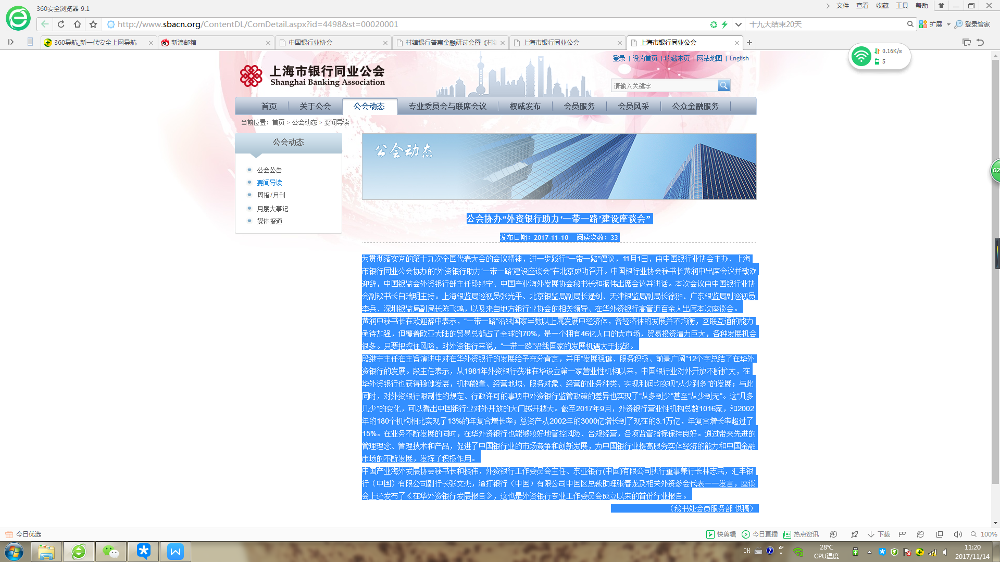 360安全浏览器 9.1
文件 查看 收藏 工具 帮助
http://www.sbacn.org/ContentDL/ComDetail.aspx?id=4498&st=00020001
十九大结束20天
扩展
登录管家
360导航_新一代安全上网导航
新浪邮箱
中国银行业协会
村镇银行普惠金融研讨会暨《村镇
上海市银行同业公会
上海市银行同业公会
0.16K/s
5
登录 | 设为首页 | 收藏本页 | 网站地图 | English
上海市银行同业公会
Shanghai Banking Association
请输入关键字
首页 关于公会 公会动态 专业委员会与联席会议 权威发布 会员服务 会员风采 公众金融服务
当前位置：首页 > 公会动态 > 要闻导读
公会动态
公会公告
要闻导读
周报/月刊
月度大事记
媒体报道
公会动态
62
公会协办“外资银行助力‘一带一路’建设座谈会”
发布日期：2017-11-10 阅读次数：33
为贯彻落实党的第十九次全国代表大会的会议精神，进一步践行“一带一路”倡议，11月1日，由中国银行业协会主办、上海
市银行同业公会协办的“外资银行助力‘一带一路’建设座谈会”在北京成功召开。中国银行业协会秘书长黄润中出席会议并致欢
迎辞，中国银监会外资银行部主任段继宁、中国产业海外发展协会秘书长和振伟出席会议并讲话。本次会议由中国银行业协
会副秘书长白瑞明主持。上海银监局巡视员张光平、北京银监局副局长逯剑、天津银监局副局长徐翀、广东银监局副巡视员
李兵、深圳银监局副局长陈飞鸿，以及来自地方银行业协会的相关领导、在华外资银行高管近百余人出席本次座谈会。
黄润中秘书长在欢迎辞中表示，“一带一路”沿线国家半数以上属发展中经济体，各经济体的发展并不均衡，互联互通的能力
亟待加强，但覆盖欧亚大陆的贸易总额占了全球的70%，是一个拥有46亿人口的大市场，贸易投资潜力巨大，各种发展机会
很多。只要把控住风险，对外资银行来说，“一带一路”沿线国家的发展机遇大于挑战。
段继宁主任在主旨演讲中对在华外资银行的发展给予充分肯定，并用“发展稳健、服务积极、前景广阔”12个字总结了在华外
资银行的发展。段主任表示，从1981年外资银行获准在华设立第一家营业性机构以来，中国银行业对外开放不断扩大，在
华外资银行也获得稳健发展，机构数量、经营地域、服务对象、经营的业务种类、实现利润均实现“从少到多”的发展；与此
同时，对外资银行限制性的规定、行政许可的事项中外资银行监管政策的差异也实现了“从多到少”甚至“从少到无”。这“几多
几少”的变化，可以看出中国银行业对外开放的大门越开越大。截至2017年9月，外资银行营业性机构总数1016家，和2002
年的180个机构相比实现了13%的年复合增长率；总资产从2002年的3000亿增长到了现在的3.1万亿，年复合增长率超过了
15%。在业务不断发展的同时，在华外资银行也能够较好地管控风险、合规经营，各项监管指标保持良好。通过带来先进的
管理理念、管理技术和产品，促进了中国银行业的市场竞争和创新发展，为中国银行业提高服务实体经济的能力和中国金融
市场的不断发展，发挥了积极作用。
中国产业海外发展协会秘书长和振伟，外资银行工作委员会主任、东亚银行(中国)有限公司执行董事兼行长林志民，汇丰银
行（中国）有限公司副行长张文杰，渣打银行（中国）有限公司中国区总裁助理张春龙及相关外资参会代表一一发言，座谈
会上还发布了《在华外资银行发展报告》，这也是外资银行专业工作委员会成立以来的首份行业报告。
（秘书处会员服务部 供稿）
今日优选
快剪辑 今日直播 热点资讯 下载 100%
CH
28℃
CPU温度
11:20
2017/11/14